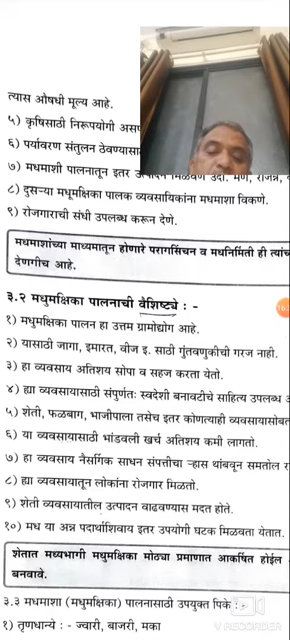 त्यास औषधी मूल्य आहे.
५) कृषिसाठी निरूपयोगी
६) पर्यावरण संतुलन
७) मधमाशी पालनातून इतर उत्पादन मिळवणे उदा. मेण, राजान्न,
८) दुसऱ्या मधूमक्षिका पालक व्यवसायिकांना मधमाशा विकणे.
९) रोजगाराची संधी उपलब्ध करून देणे.
मधमाशांच्या माध्यमातून होणारे परागसिंचन व मधनिर्मिती ही
देणगीच आहे.
३.२ मधुमक्षिका पालनाची वैशिष्ट्ये : -
१) मधुमक्षिका पालन हा उत्तम ग्रामोद्योग आहे.
२) यासाठी जागा, इमारत, वीज इ. साठी गुंतवणुकीची गरज नाही.
३) हा व्यवसाय अतिशय सोपा व सहज करता येतो.
४) ह्या व्यवसायासाठी संपुर्णतः स्वदेशी बनावटीचे साहित्य उपलब्ध
५) शेती, फळबाग, भाजीपाला तसेच इतर कोणत्याही
६) या व्यवसायासाठी भांडवली खर्च अतिशय कमी लागतो.
७) हा व्यवसाय नैसर्गिक साधन संपत्तीचा ऱ्हास थांबवून समतोल
८) ह्या व्यवसायातून लोकांना रोजगार मिळतो.
९) शेती व्यवसायातील उत्पादन वाढवण्यास मदत होते.
१०) मध या अन्न पदार्थाशिवाय इतर उपयोगी घटक मिळवता येतात.
शेतात मध्यभागी मधुमक्षिका मोठ्या प्रमाणात आकर्षित होईल
बनवावे.
३.३ मधमाशा (मधुमक्षिका) पालनासाठी उपयुक्त पिके :
१) तृणधान्ये : - ज्वारी, बाजरी, मका
RECORDER